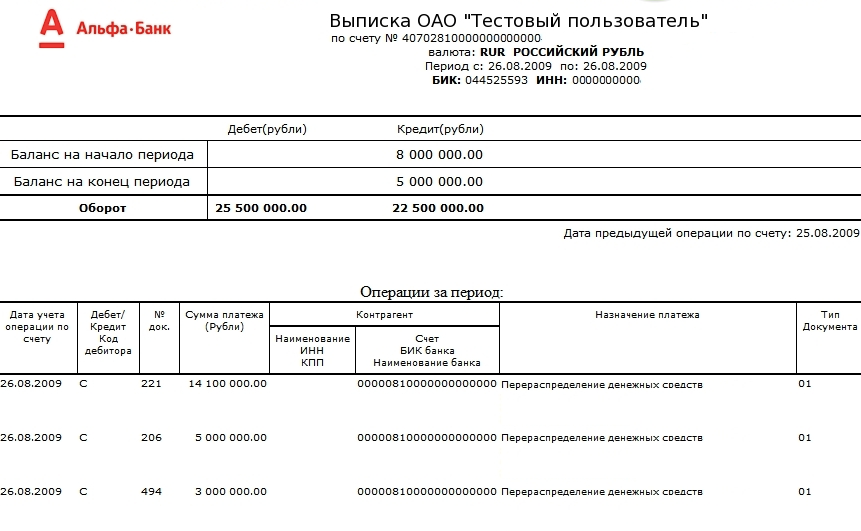 Альфа·Банк
Выписка ОАО "Тестовый пользователь"
по счету № 40702810000000000000
валюта: RUR РОССИЙСКИЙ РУБЛЬ
Период с: 26.08.2009 по: 26.08.2009
БИК: 044525593 ИНН: 0000000000
Дебет(рубли) Кредит(рубли)
Баланс на начало периода 8 000 000.00
Баланс на конец периода 5 000 000.00
Оборот 25 500 000.00 22 500 000.00
Дата предыдущей операции по счету: 25.08.2009
Операции за период:
Дата учета
операции по
счету
Дебет/
Кредит
Код
дебитора
№
док.
Сумма платежа
(Рубли)
Контрагент
Наименование
ИНН
КПП
Счет
БИК банка
Наименование банка
Назначение платежа
Тип
Документа
26.08.2009 C 221 14 100 000.00 00000810000000000000 Перераспределение денежных средств 01
26.08.2009 C 206 5 000 000.00 00000810000000000000 Перераспределение денежных средств 01
26.08.2009 C 494 3 000 000.00 00000810000000000000 Перераспределение денежных средств 01